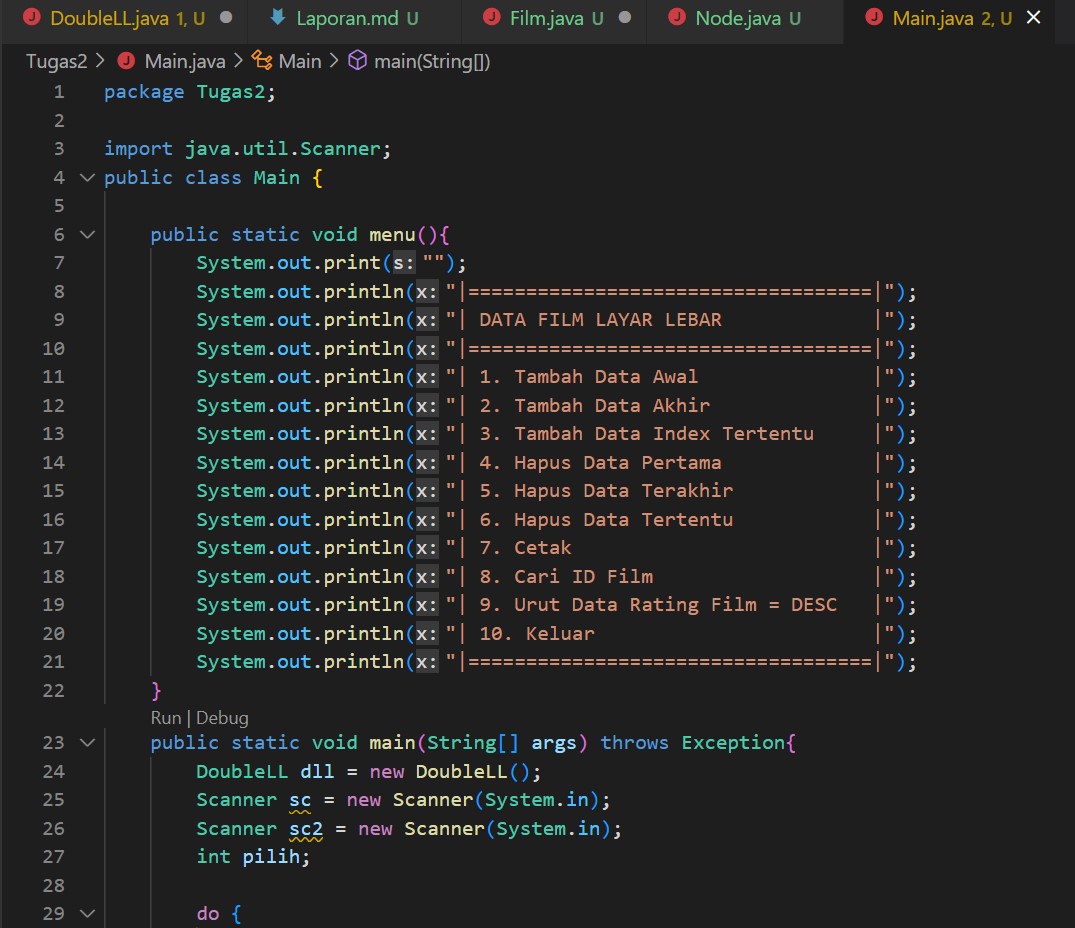 DoubleLL.java 1, U Laporan.md U Film.java U Node.java U Main.java 2, U
Tugas2 > Main.java > Main > main(String[])
1 package Tugas2;
2
3 import java.util.Scanner;
4 public class Main {
5
6 public static void menu(){
7 System.out.print(s: "");
8 System.out.println(x: "|===================================|");
9 System.out.println(x: "| DATA FILM LAYAR LEBAR             |");
10 System.out.println(x: "|===================================|");
11 System.out.println(x: "| 1. Tambah Data Awal               |");
12 System.out.println(x: "| 2. Tambah Data Akhir              |");
13 System.out.println(x: "| 3. Tambah Data Index Tertentu     |");
14 System.out.println(x: "| 4. Hapus Data Pertama             |");
15 System.out.println(x: "| 5. Hapus Data Terakhir            |");
16 System.out.println(x: "| 6. Hapus Data Tertentu            |");
17 System.out.println(x: "| 7. Cetak                          |");
18 System.out.println(x: "| 8. Cari ID Film                   |");
19 System.out.println(x: "| 9. Urut Data Rating Film = DESC   |");
20 System.out.println(x: "| 10. Keluar                        |");
21 System.out.println(x: "|===================================|");
22 }
Run | Debug
23 public static void main(String[] args) throws Exception{
24 DoubleLL dll = new DoubleLL();
25 Scanner sc = new Scanner(System.in);
26 Scanner sc2 = new Scanner(System.in);
27 int pilih;
28
29 do {